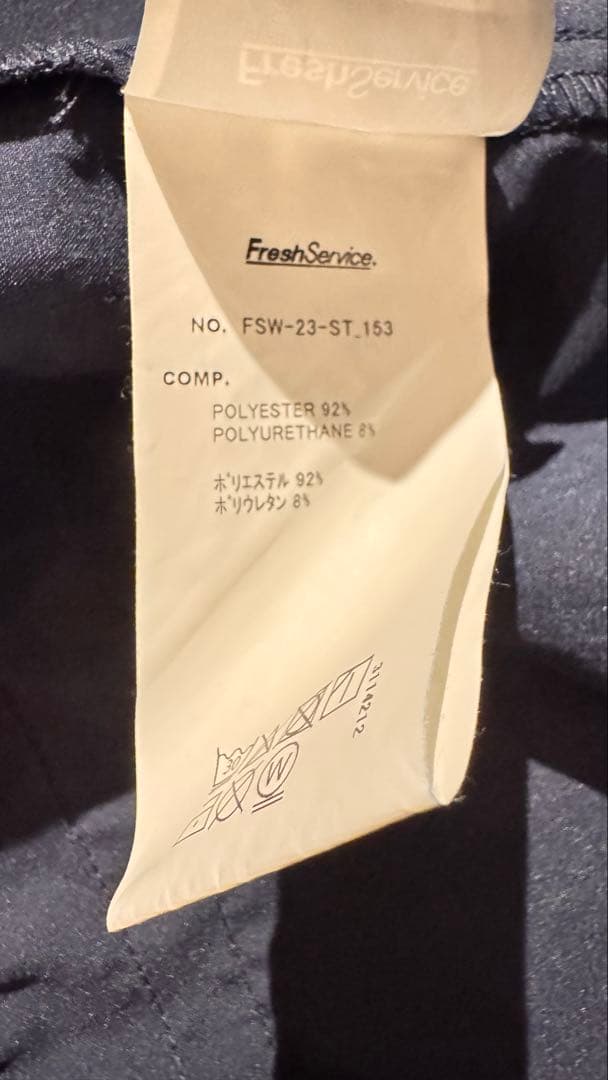 FreshService
FreshService.
NO. FSW-23-ST_153
COMP.
POLYESTER 92%
POLYURETHANE 8%
ポリエステル 92%
ポリウレタン 8%
3114212